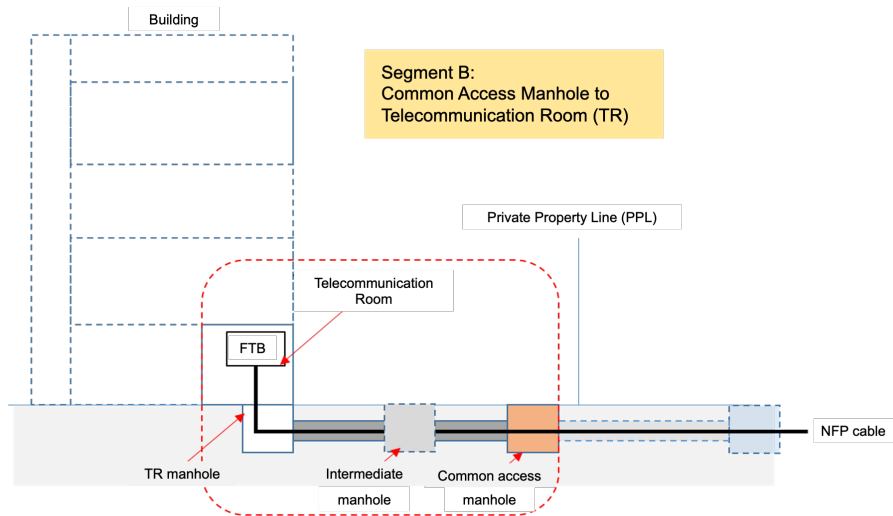 Building
Segment B:
Common Access Manhole to
Telecommunication Room (TR)
Private Property Line (PPL)
Telecommunication
Room
FTB
NFP cable
TR manhole
Intermediate
manhole
Common access
manhole